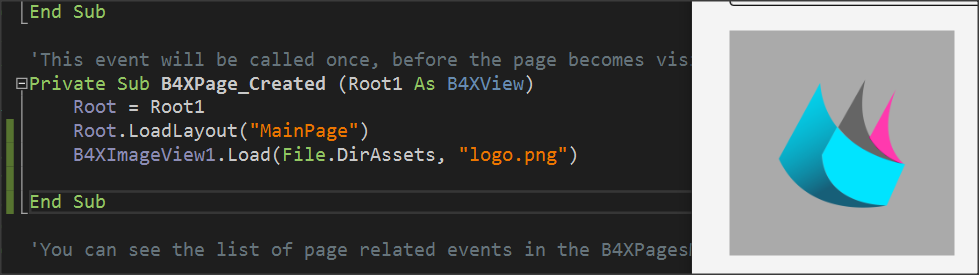 End Sub
'This event will be called once, before the page becomes
Private Sub B4XPage_Created (Root1 As B4XView)
Root = Root1
Root.LoadLayout("MainPage")
B4XImageView1.Load(File.DirAssets, "logo.png")
End Sub
'You can see the list of page related events in the